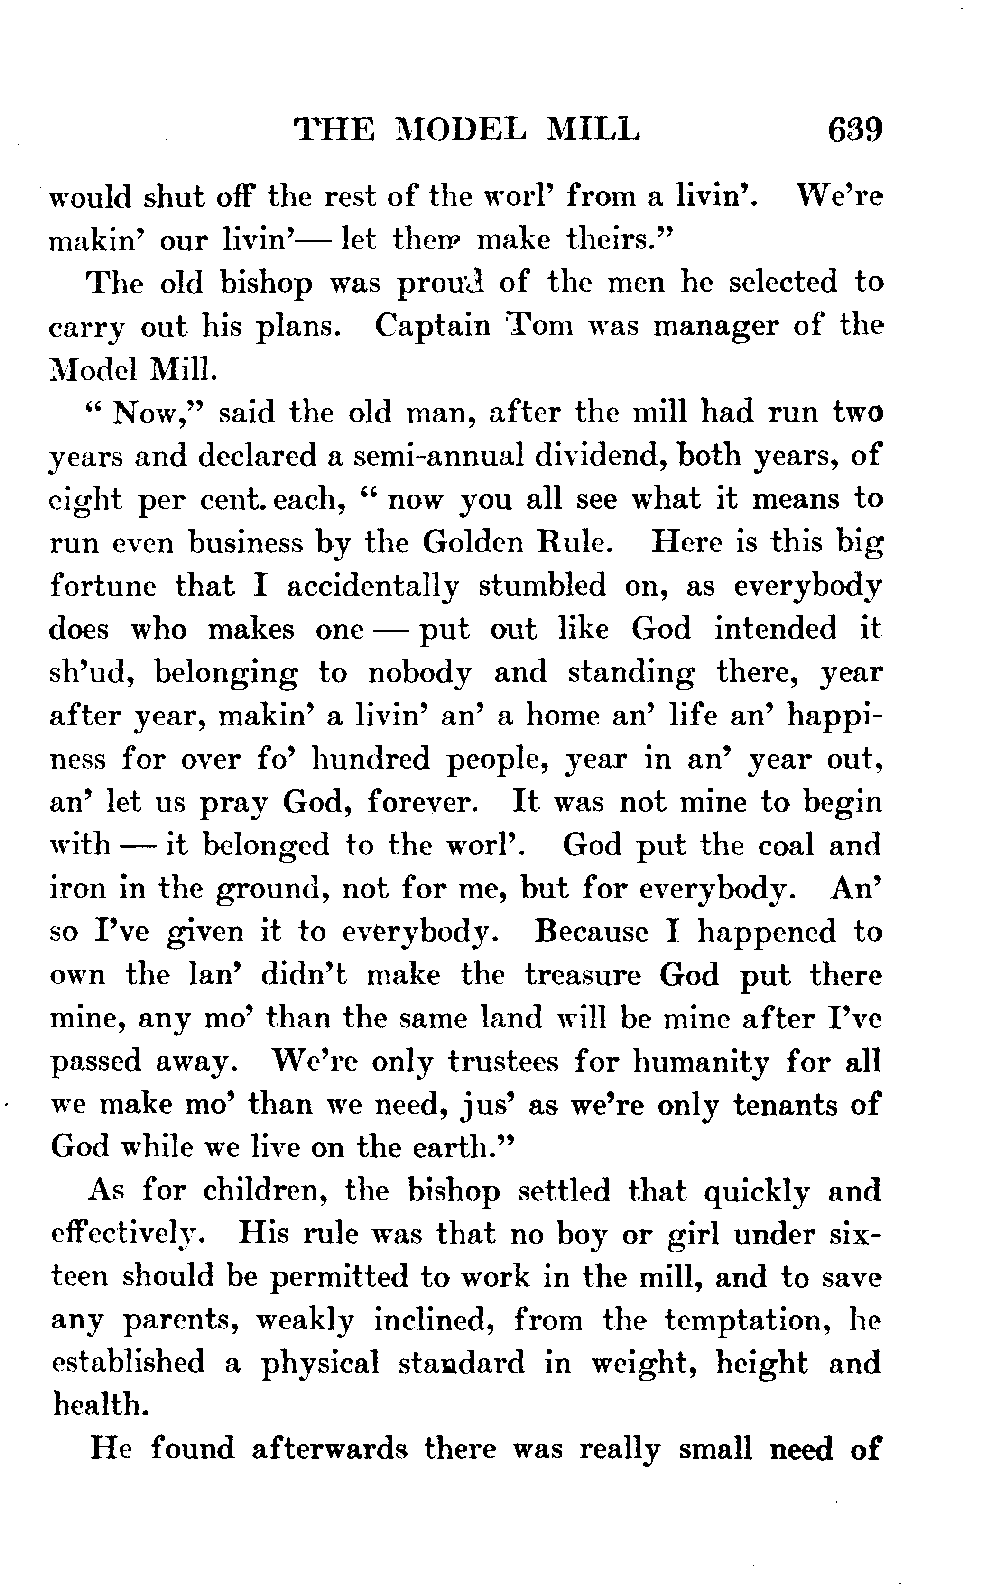 THE MODEL MILL 639
would shut off the rest of the worl' from a livin'. We're
makin' our livin'— let them make theirs."
The old bishop was proud of the men he selected to
carry out his plans. Captain Tom was manager of the
Model Mill.
" Now," said the old man, after the mill had run two
years and declared a semi-annual dividend, both years, of
eight per cent. each, " now you all see what it means to
run even business by the Golden Rule. Here is this big
fortune that I accidentally stumbled on, as everybody
does who makes one — put out like God intended it
sh'ud, belonging to nobody and standing there, year
after year, makin' a livin' an' a home an' life an' happi-
ness for over fo' hundred people, year in an' year out,
an' let us pray God, forever. It was not mine to begin
with — it belonged to the worl'. God put the coal and
iron in the ground, not for me, but for everybody. An'
so I've given it to everybody. Because I happened to
own the lan' didn't make the treasure God put there
mine, any mo' than the same land will be mine after I've
passed away. We're only trustees for humanity for all
we make mo' than we need, jus' as we're only tenants of
God while we live on the earth."
As for children, the bishop settled that quickly and
effectively. His rule was that no boy or girl under six-
teen should be permitted to work in the mill, and to save
any parents, weakly inclined, from the temptation, he
established a physical standard in weight, height and
health.
He found afterwards there was really small need of